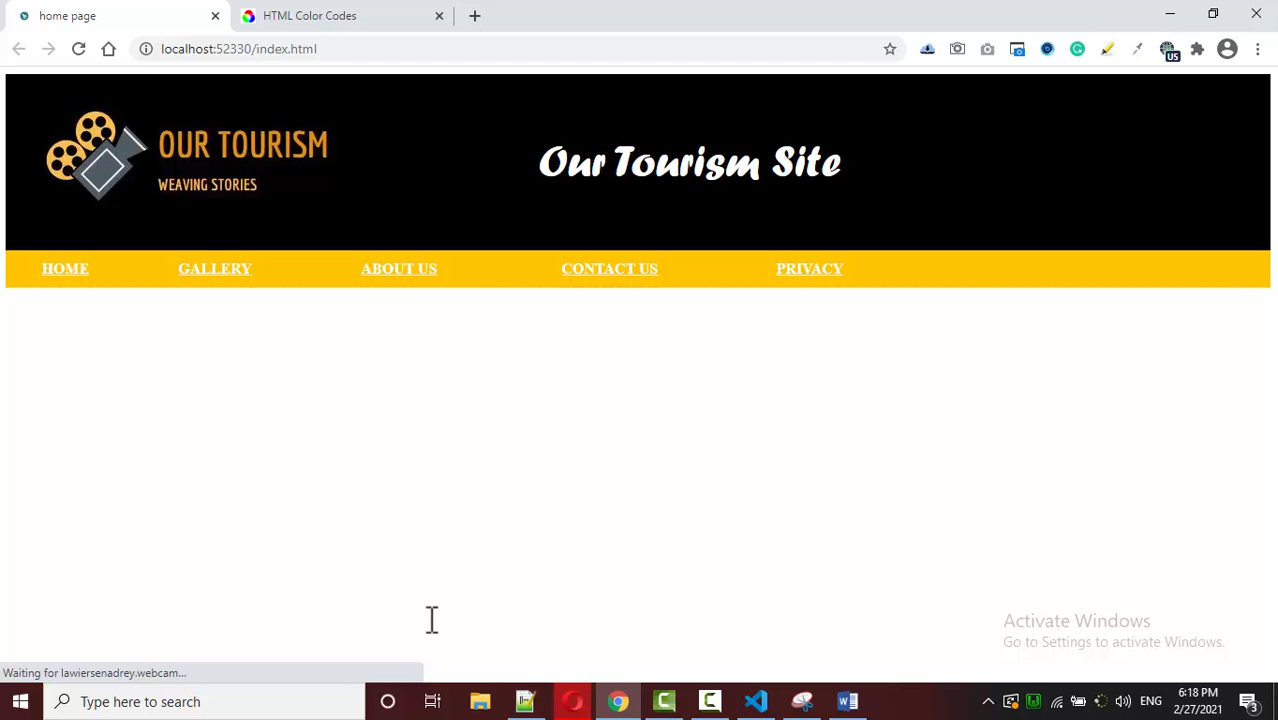 home page
HTML Color Codes
localhost:52330/index.html
US
OUR TOURISM
WEAVING STORIES
Our Tourism Site
HOME GALLERY ABOUT US CONTACT US PRIVACY
Activate Windows
Go to Settings to activate Windows.
Waiting for lawiersenadrey.webcam...
Type here to search
ENG
6:18 PM
2/27/2021
3